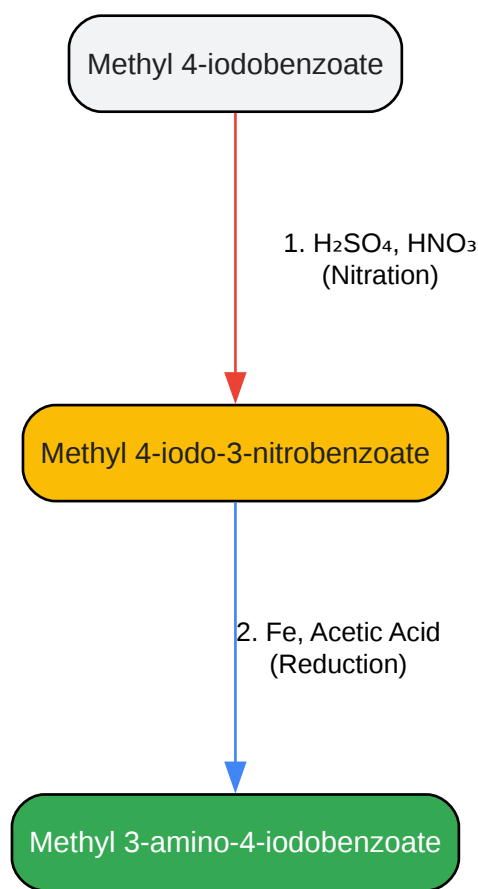 Methyl 4-iodobenzoate
1. H₂SO₄, HNO₃
(Nitration)
Methyl 4-iodo-3-nitrobenzoate
2. Fe, Acetic Acid
(Reduction)
Methyl 3-amino-4-iodobenzoate